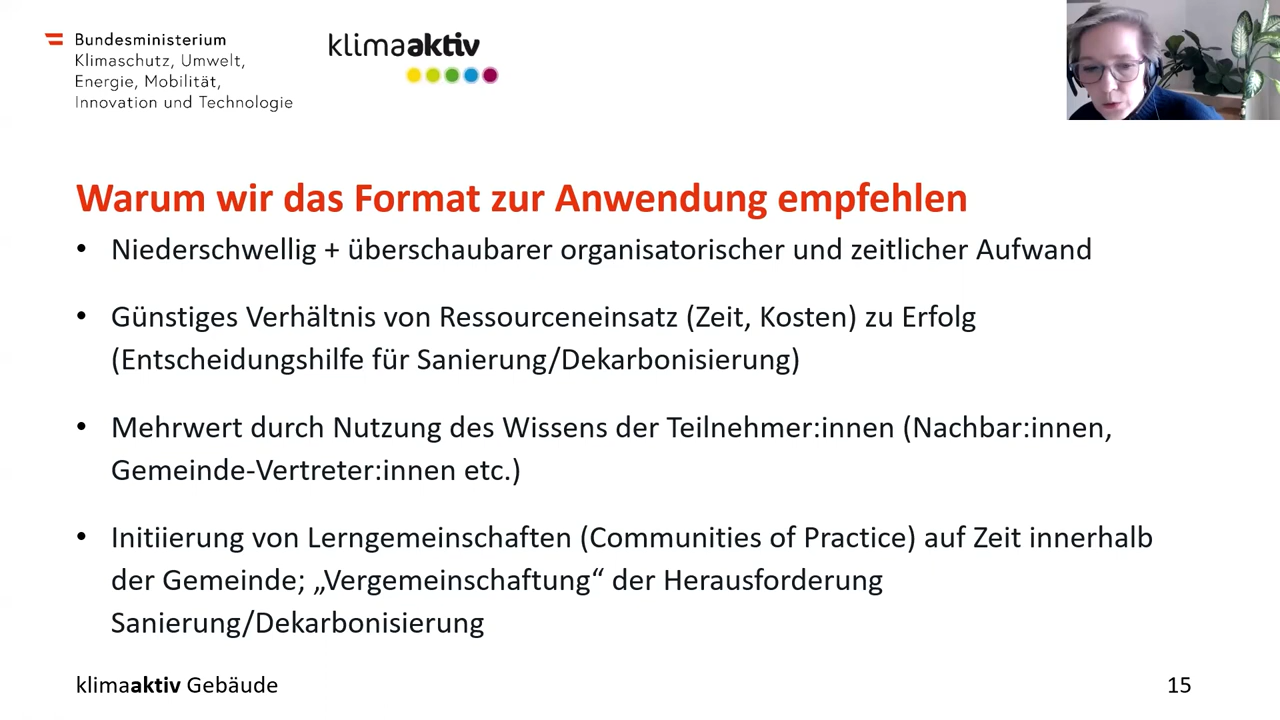 Bundesministerium
Klimaschutz, Umwelt,
Energie, Mobilität,
Innovation und Technologie
klimaaktiv
Warum wir das Format zur Anwendung empfehlen
• Niederschwellig + überschaubarer organisatorischer und zeitlicher Aufwand
• Günstiges Verhältnis von Ressourceneinsatz (Zeit, Kosten) zu Erfolg
(Entscheidungshilfe für Sanierung/Dekarbonisierung)
• Mehrwert durch Nutzung des Wissens der Teilnehmer:innen (Nachbar:innen,
Gemeinde-Vertreter:innen etc.)
• Initiierung von Lerngemeinschaften (Communities of Practice) auf Zeit innerhalb
der Gemeinde; „Vergemeinschaftung“ der Herausforderung
Sanierung/Dekarbonisierung
klimaaktiv Gebäude
15